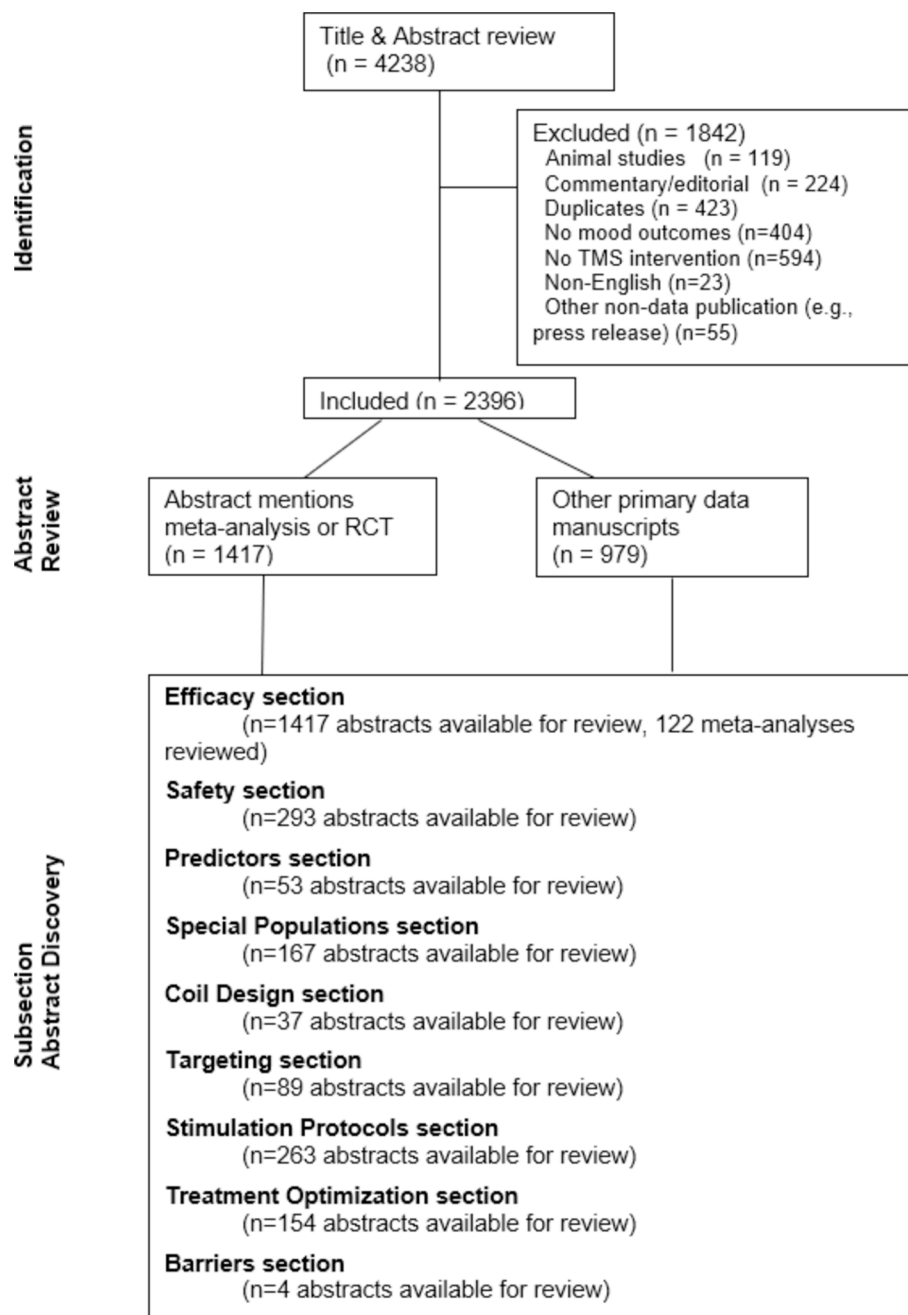 Title & Abstract review
(n = 4238)
Identification
Excluded (n = 1842)
Animal studies (n = 119)
Commentary/editorial (n = 224)
Duplicates (n = 423)
No mood outcomes (n=404)
No TMS intervention (n=594)
Non-English (n=23)
Other non-data publication (e.g.,
press release) (n=55)
Included (n = 2396)
Abstract
Review
Abstract mentions
meta-analysis or RCT
(n = 1417)
Other primary data
manuscripts
(n = 979)
Subsection
Abstract Discovery
Efficacy section
(n=1417 abstracts available for review, 122 meta-analyses
reviewed)
Safety section
(n=293 abstracts available for review)
Predictors section
(n=53 abstracts available for review)
Special Populations section
(n=167 abstracts available for review)
Coil Design section
(n=37 abstracts available for review)
Targeting section
(n=89 abstracts available for review)
Stimulation Protocols section
(n=263 abstracts available for review)
Treatment Optimization section
(n=154 abstracts available for review)
Barriers section
(n=4 abstracts available for review)